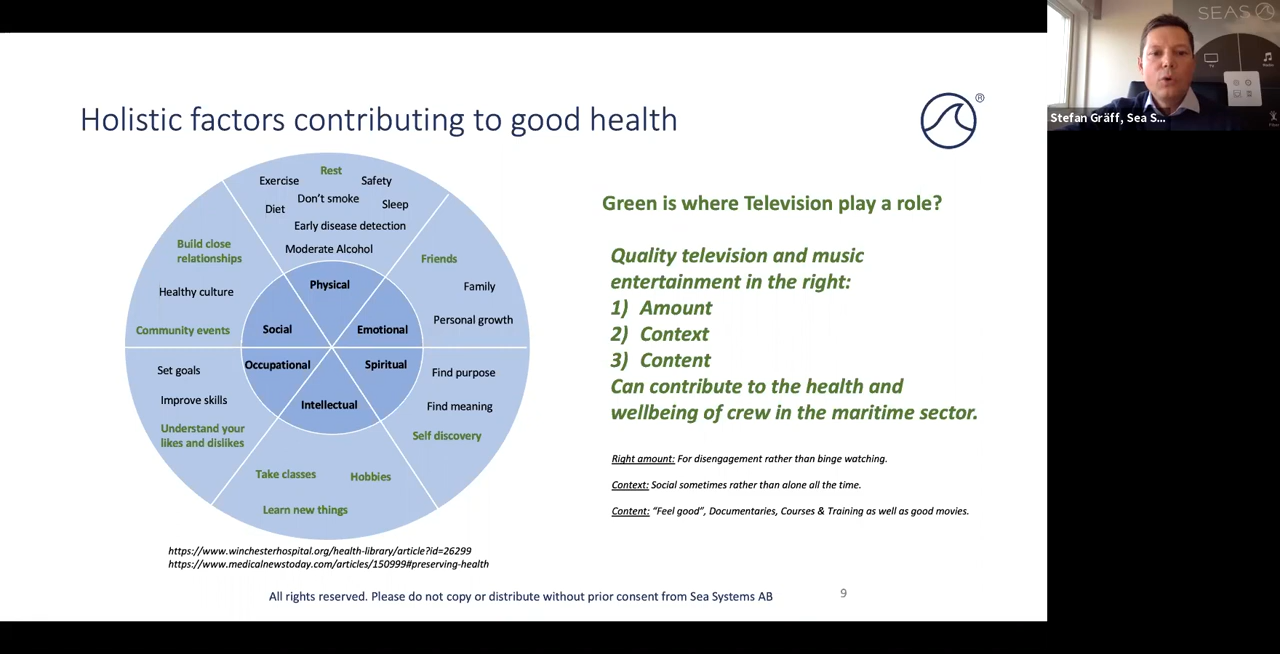 Holistic factors contributing to good health
®
Rest
Exercise
Safety
Don't smoke
Diet
Sleep
Early disease detection
Moderate Alcohol
Build close
relationships
Healthy culture
Community events
Friends
Family
Personal growth
Physical
Social
Emotional
Occupational
Spiritual
Intellectual
Set goals
Improve skills
Understand your
likes and dislikes
Find purpose
Find meaning
Self discovery
Take classes
Hobbies
Learn new things
https://www.winchesterhospital.org/health-library/article?id=26299
https://www.medicalnewstoday.com/articles/150999#preserving-health
Green is where Television play a role?
Quality television and music
entertainment in the right:
1) Amount
2) Context
3) Content
Can contribute to the health and
wellbeing of crew in the maritime sector.
Right amount: For disengagement rather than binge watching.
Context: Social sometimes rather than alone all the time.
Content: “Feel good”, Documentaries, Courses & Training as well as good movies.
All rights reserved. Please do not copy or distribute without prior consent from Sea Systems AB
9
SEAS
Stefan Gräff, Sea S...